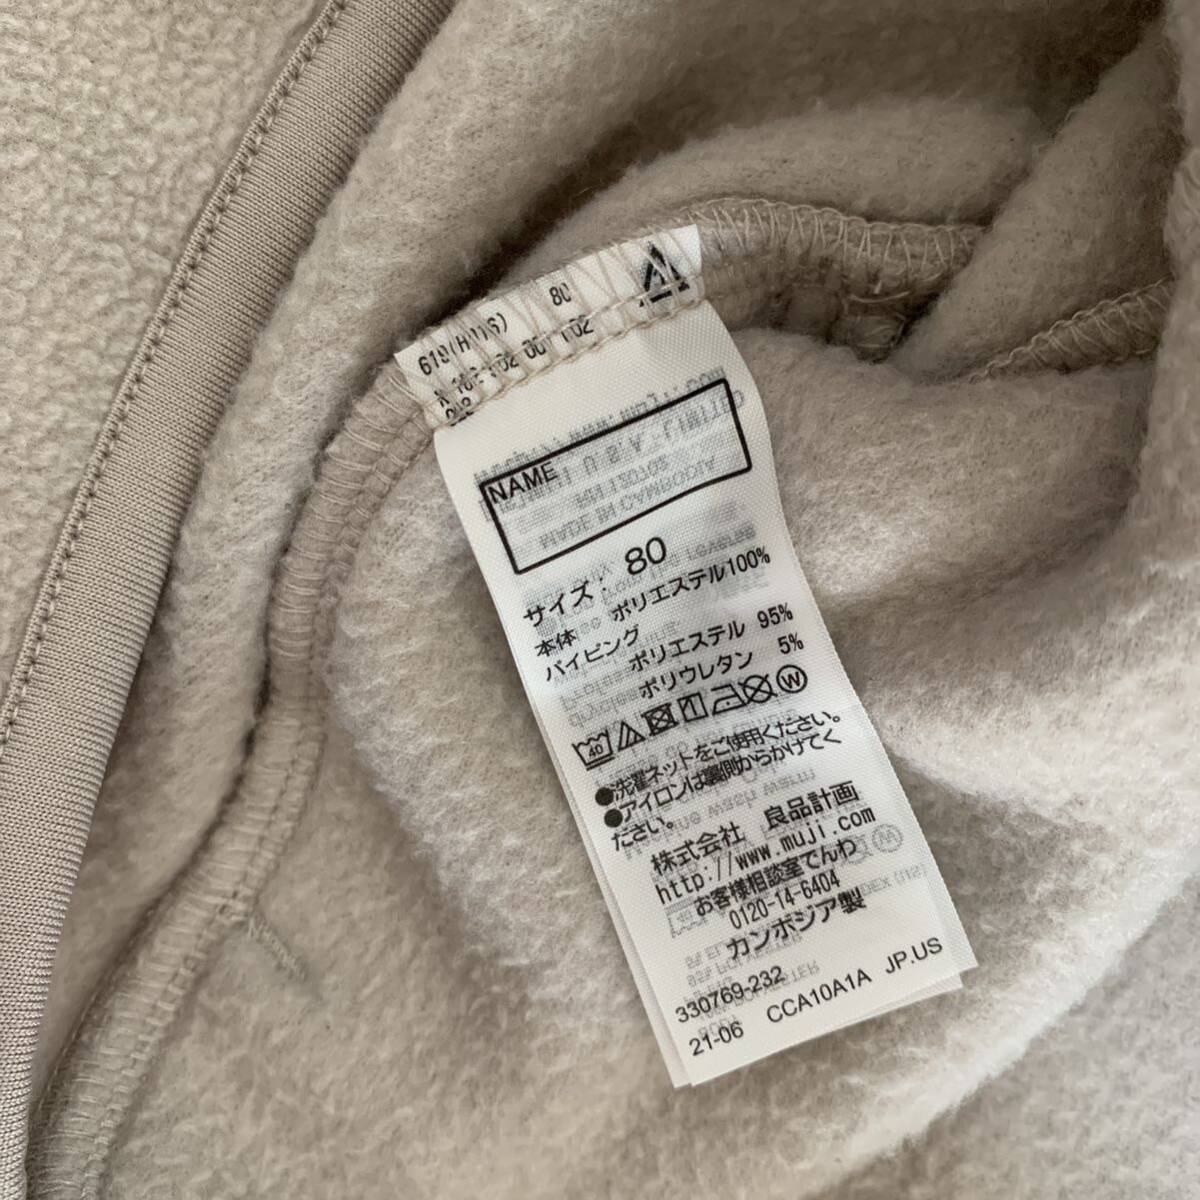 80
NAME
サイズ : 80
本体 ポリエステル100%
パイピング
ポリエステル 95%
ポリウレタン 5%
40 W
●洗濯ネットをご使用ください。
●アイロンは裏側からかけてく
ださい。
株式会社 良品計画
http://www.muji.com
お客様相談室でんわ
0120-14-6404
カンボジア製
330769-232
21-06 CCA10A1A JP.US